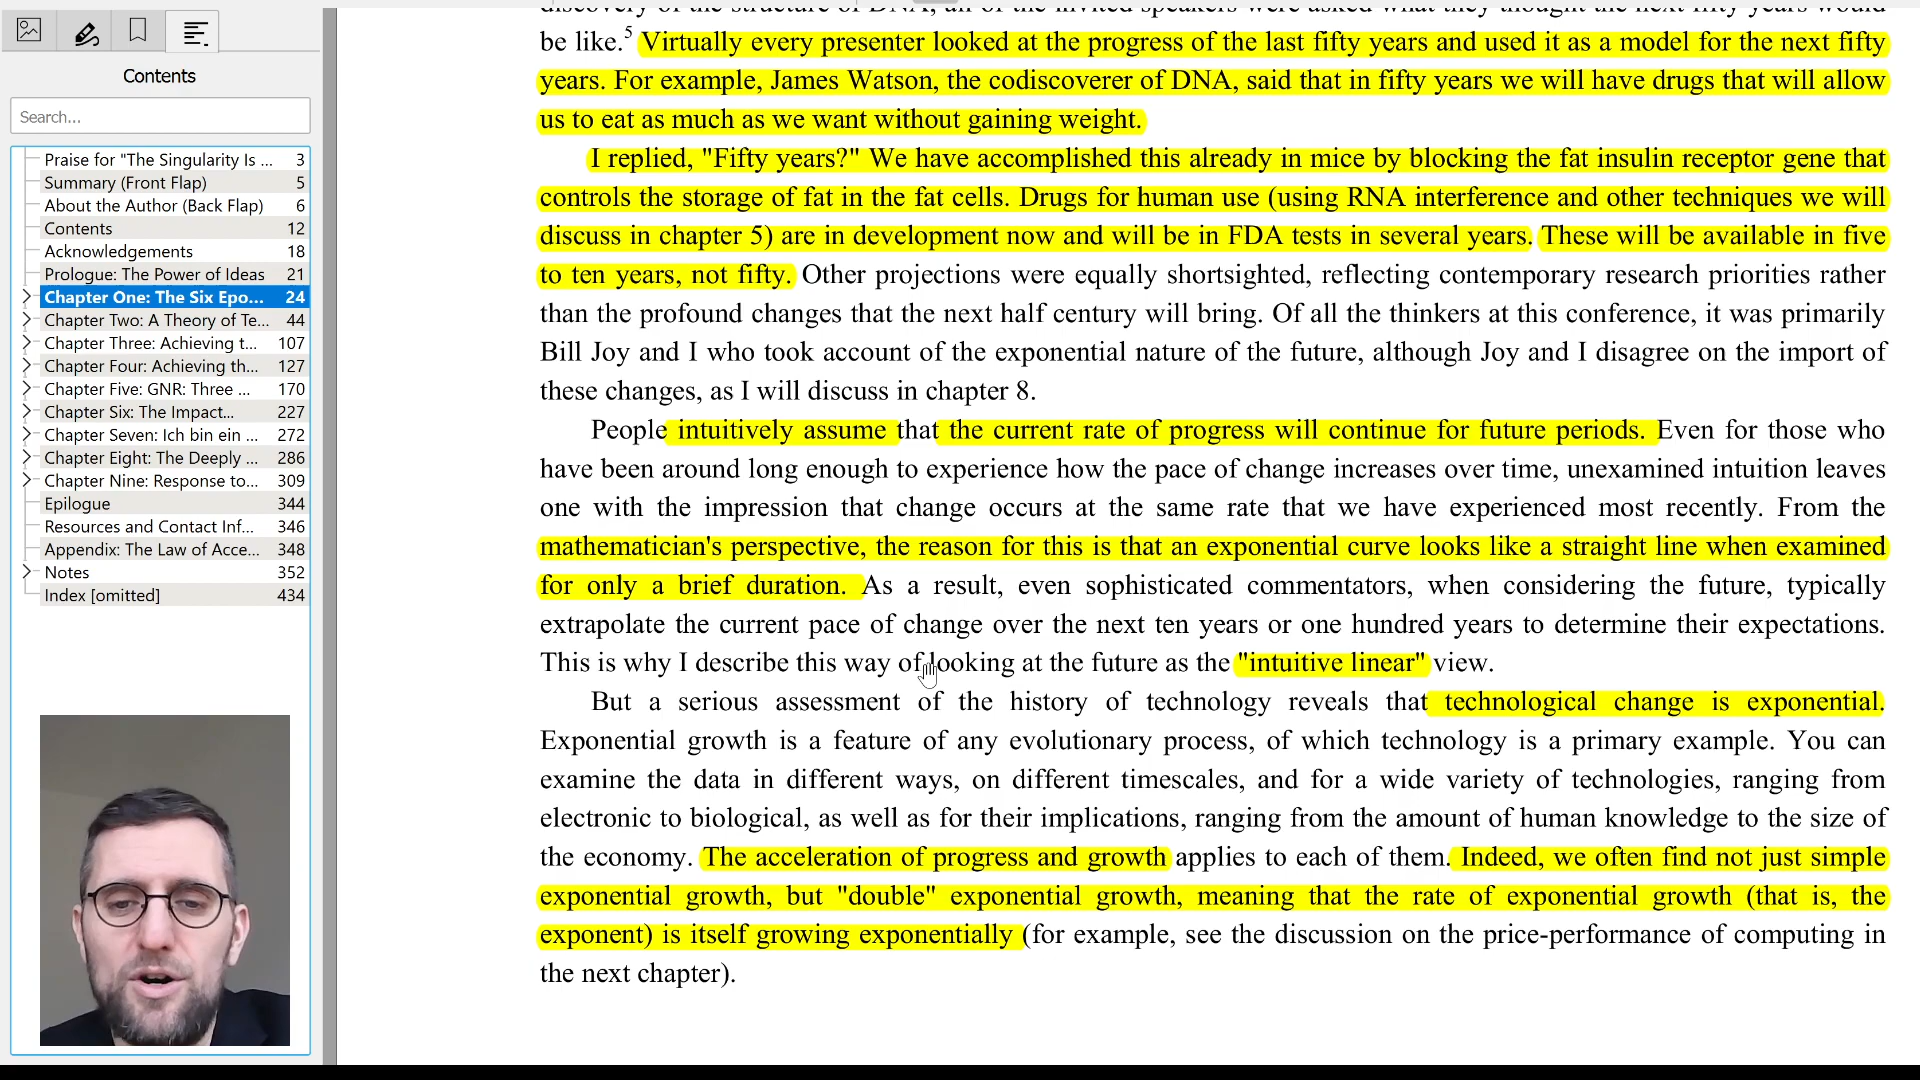 Contents
Search...
Praise for "The Singularity Is ... 3
Summary (Front Flap) 5
About the Author (Back Flap) 6
Contents 12
Acknowledgements 18
Prologue: The Power of Ideas 21
Chapter One: The Six Epo... 24
Chapter Two: A Theory of Te... 44
Chapter Three: Achieving t... 107
Chapter Four: Achieving th... 127
Chapter Five: GNR: Three ... 170
Chapter Six: The Impact... 227
Chapter Seven: Ich bin ein ... 272
Chapter Eight: The Deeply ... 286
Chapter Nine: Response to... 309
Epilogue 344
Resources and Contact Inf... 346
Appendix: The Law of Acce... 348
Notes 352
Index [omitted] 434
discovery of the structure of DNA, all of the invited speakers were asked what they thought the next fifty years would
be like.5 Virtually every presenter looked at the progress of the last fifty years and used it as a model for the next fifty
years. For example, James Watson, the codiscoverer of DNA, said that in fifty years we will have drugs that will allow
us to eat as much as we want without gaining weight.
I replied, "Fifty years?" We have accomplished this already in mice by blocking the fat insulin receptor gene that
controls the storage of fat in the fat cells. Drugs for human use (using RNA interference and other techniques we will
discuss in chapter 5) are in development now and will be in FDA tests in several years. These will be available in five
to ten years, not fifty. Other projections were equally shortsighted, reflecting contemporary research priorities rather
than the profound changes that the next half century will bring. Of all the thinkers at this conference, it was primarily
Bill Joy and I who took account of the exponential nature of the future, although Joy and I disagree on the import of
these changes, as I will discuss in chapter 8.
People intuitively assume that the current rate of progress will continue for future periods. Even for those who
have been around long enough to experience how the pace of change increases over time, unexamined intuition leaves
one with the impression that change occurs at the same rate that we have experienced most recently. From the
mathematician's perspective, the reason for this is that an exponential curve looks like a straight line when examined
for only a brief duration. As a result, even sophisticated commentators, when considering the future, typically
extrapolate the current pace of change over the next ten years or one hundred years to determine their expectations.
This is why I describe this way of looking at the future as the "intuitive linear" view.
But a serious assessment of the history of technology reveals that technological change is exponential.
Exponential growth is a feature of any evolutionary process, of which technology is a primary example. You can
examine the data in different ways, on different timescales, and for a wide variety of technologies, ranging from
electronic to biological, as well as for their implications, ranging from the amount of human knowledge to the size of
the economy. The acceleration of progress and growth applies to each of them. Indeed, we often find not just simple
exponential growth, but "double" exponential growth, meaning that the rate of exponential growth (that is, the
exponent) is itself growing exponentially (for example, see the discussion on the price-performance of computing in
the next chapter).